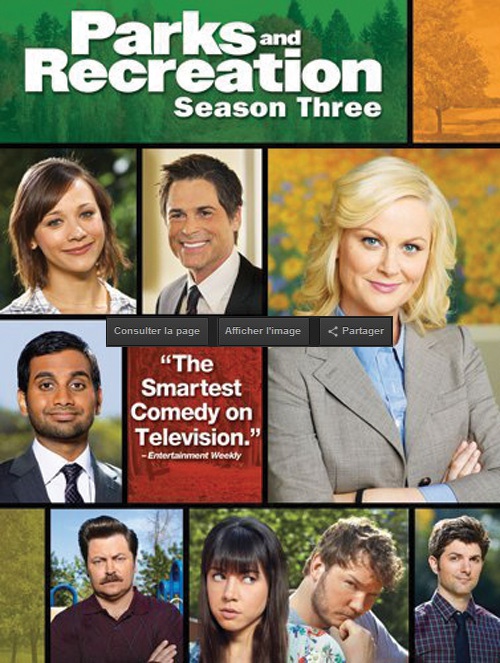 Parks and
Recreation
Season Three
Consulter la page Afficher l'image Partager
“The
Smartest
Comedy on
Television.”
– Entertainment Weekly